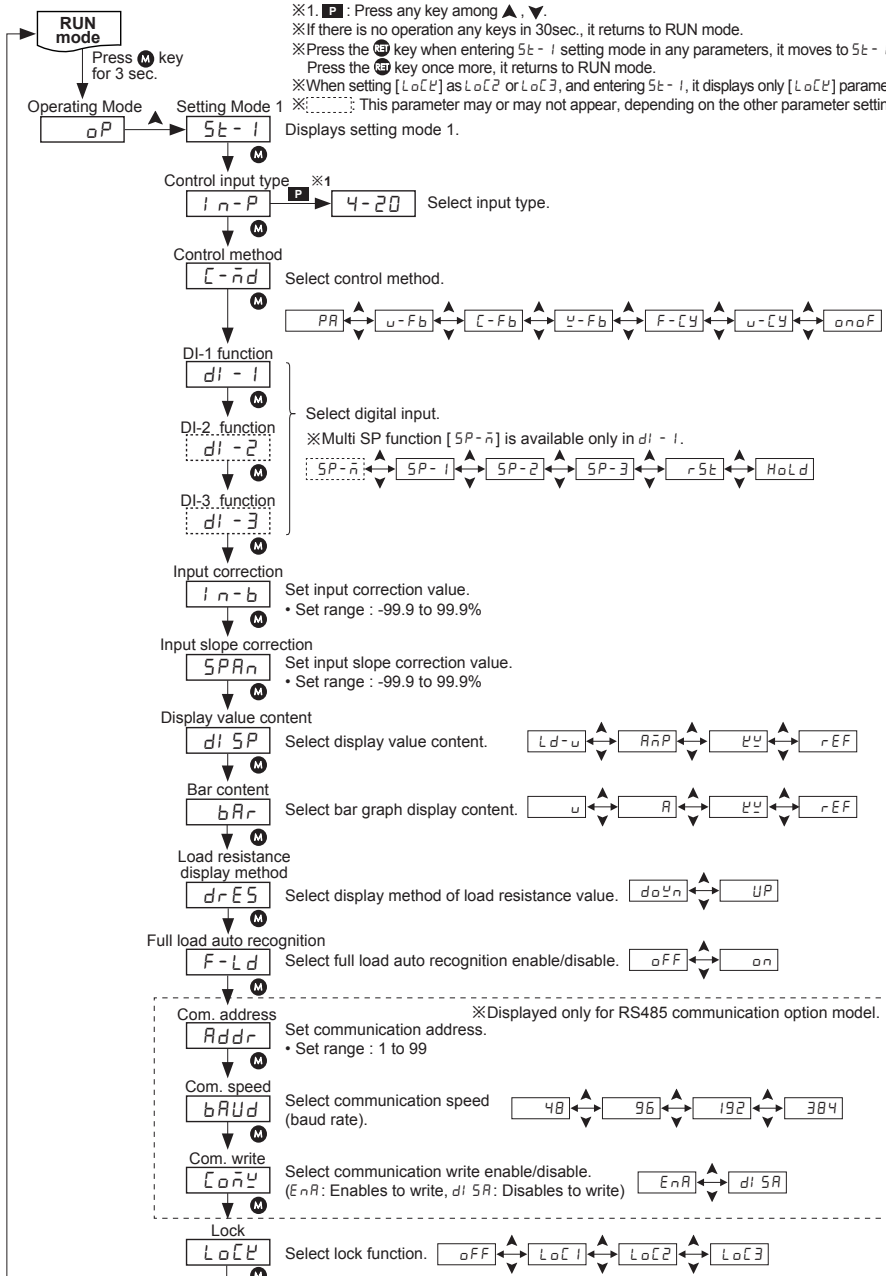 ※1. P : Press any key among ▲, ▼.
※If there is no operation any keys in 30sec., it returns to RUN mode.
※Press the RET key when entering St-1 setting mode in any parameters, it moves to St-
Press the RET key once more, it returns to RUN mode.
※When setting [LoCK] as LoC2 or LoC3, and entering St-1, it displays only [LoCK]
※ : This parameter may or may not appear, depending on the other parameter
RUN
mode
Press M key
for 3 sec.
Operating Mode
oP
Setting Mode 1
St-1
Displays setting mode 1.
M
Control input type
※1
In-P
P
4-20
Select input type.
M
Control method
C-md
Select control method.
M
PA
u-Fb
C-Fb
W-Fb
F-CY
u-CY
onoF
DI-1 function
dI-1
M
DI-2 function
dI-2
M
DI-3 function
dI-3
M
Select digital input.
※Multi SP function [SP-m] is available only in dI-1.
SP-m
SP-1
SP-2
SP-3
rSt
HoLd
Input correction
In-b
Set input correction value.
• Set range : -99.9 to 99.9%
M
Input slope correction
SPAn
Set input slope correction value.
• Set range : -99.9 to 99.9%
M
Display value content
dISP
Select display value content.
Ld-u
AmP
KW
rEF
M
Bar content
bAr
Select bar graph display content.
u
A
KW
rEF
M
Load resistance
display method
drES
Select display method of load resistance value.
doWn
UP
M
Full load auto recognition
F-Ld
Select full load auto recognition enable/disable.
oFF
on
M
※Displayed only for RS485 communication option model.
Com. address
Addr
Set communication address.
• Set range : 1 to 99
M
Com. speed
bAUd
Select communication speed
(baud rate).
48
96
192
384
M
Com. write
ComW
Select communication write enable/disable.
(EnA: Enables to write, dISA: Disables to write)
EnA
dISA
M
Lock
LoCK
Select lock function.
oFF
LoC1
LoC2
LoC3
M